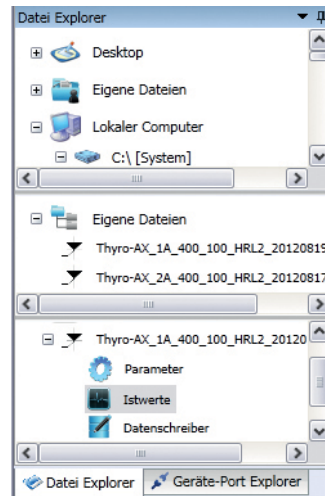 Datei Explorer
Desktop
Eigene Dateien
Lokaler Computer
C:\ [System]
Eigene Dateien
Thyro-AX_1A_400_100_HRL2_20120819
Thyro-AX_2A_400_100_HRL2_20120817
Thyro-AX_1A_400_100_HRL2_20120
Parameter
Istwerte
Datenschreiber
Datei Explorer Geräte-Port Explorer